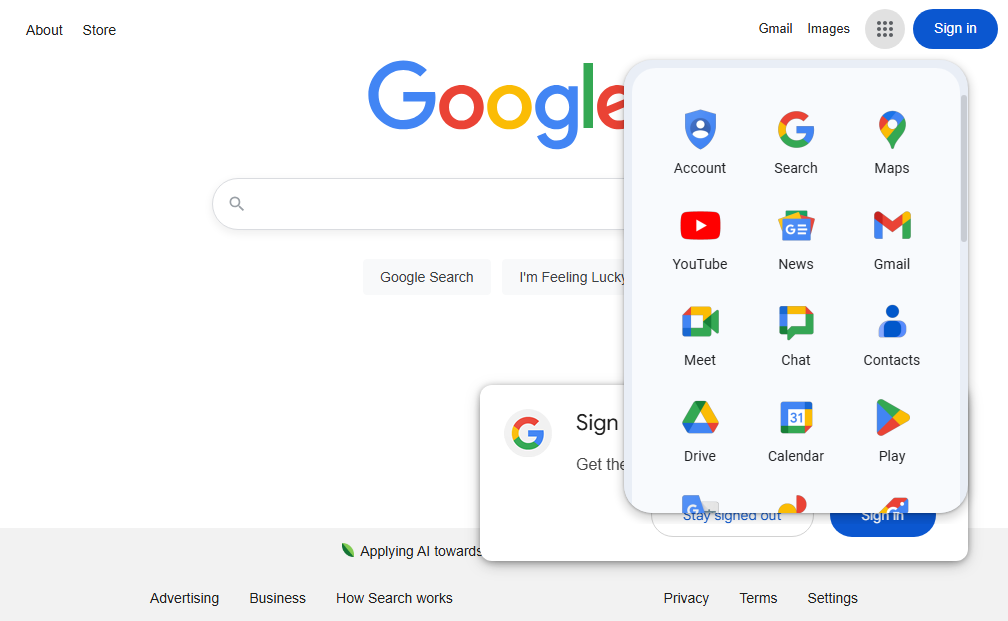 About Store
Gmail Images Sign in
Google
Account Search Maps
YouTube News Gmail
Google Search I'm Feeling Lucky
Meet Chat Contacts
Drive 31 Calendar Play
Sign
Get the
Stay signed out Sign in
Applying AI towards
Advertising Business How Search works Privacy Terms Settings